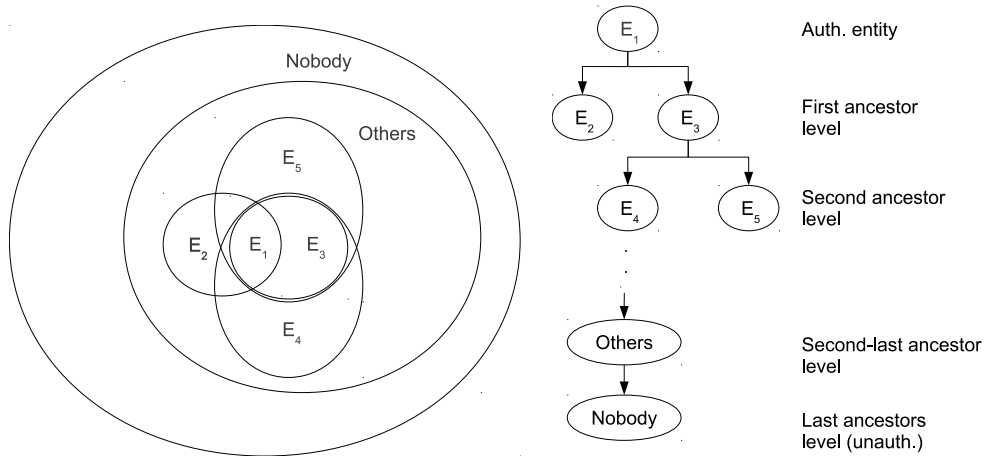 Nobody
Others
E₅
E₂
E₁
E₃
E₄
E₁
Auth. entity
E₂
E₃
First ancestor
level
E₄
E₅
Second ancestor
level
Others
Second-last ancestor
level
Nobody
Last ancestors
level (unauth.)